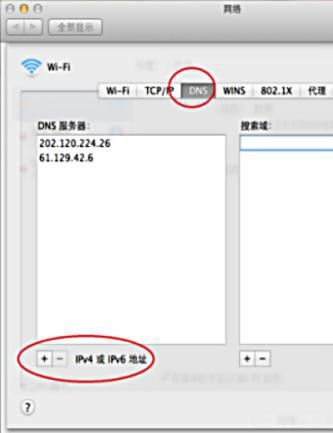 网络
全部显示
Wi-Fi
Wi-Fi TCP/IP DNS WINS 802.1X 代理
DNS 服务器: 搜索域:
202.120.224.26
61.129.42.6
+ − IPv4 或 IPv6 地址 + −
?